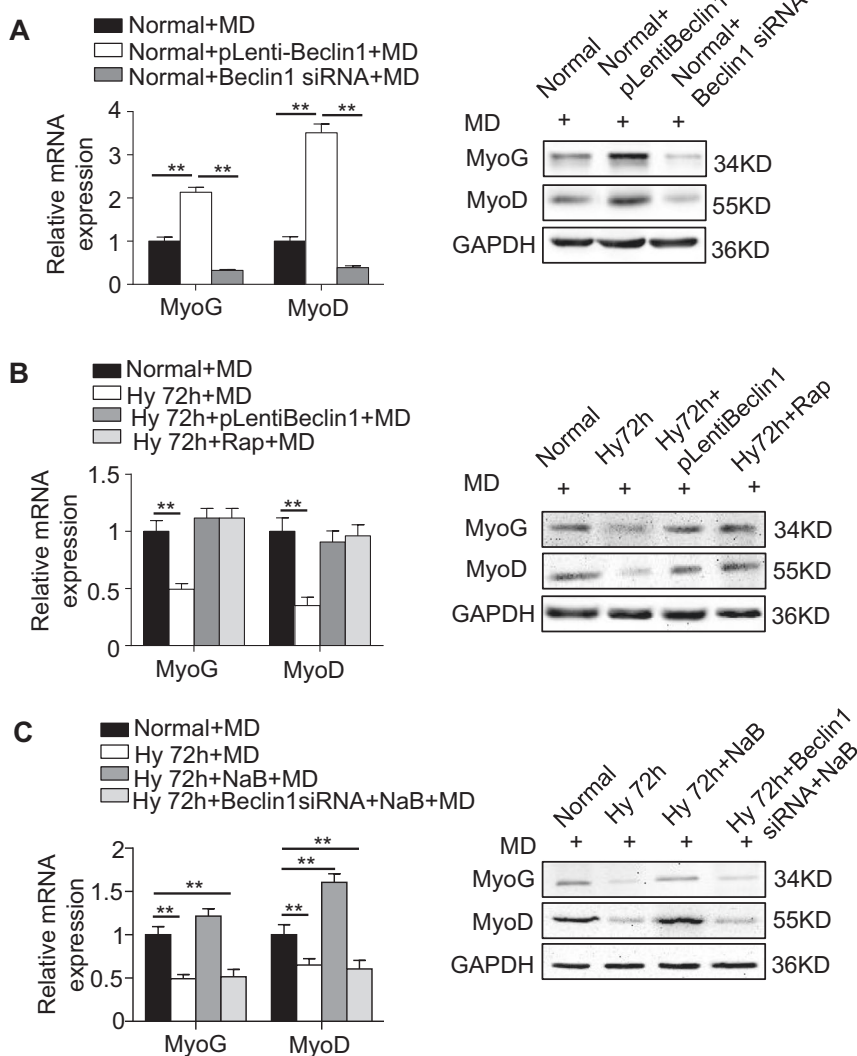 A
Normal+MD
Normal+pLenti-Beclin1+MD
Normal+Beclin1 siRNA+MD
Relative mRNA
expression
4
3
2
1
0
** **
** **
MyoG MyoD
Normal
Normal+
pLentiBeclin1
Normal+
Beclin1 siRNA
MD + + +
MyoG 34KD
MyoD 55KD
GAPDH 36KD
B
Normal+MD
Hy 72h+MD
Hy 72h+pLentiBeclin1+MD
Hy 72h+Rap+MD
Relative mRNA
expression
1.5
1
0.5
0
** **
MyoG MyoD
Normal
Hy72h
Hy72h+
pLentiBeclin1
Hy72h+Rap
MD + + + +
MyoG 34KD
MyoD 55KD
GAPDH 36KD
C
Normal+MD
Hy 72h+MD
Hy 72h+NaB+MD
Hy 72h+Beclin1siRNA+NaB+MD
Relative mRNA
expression
2
1.5
1
0.5
0
**
**
**
**
**
MyoG MyoD
Normal
Hy 72h
Hy 72h+NaB
Hy 72h+Beclin1
siRNA+NaB
MD + + + +
MyoG 34KD
MyoD 55KD
GAPDH 36KD